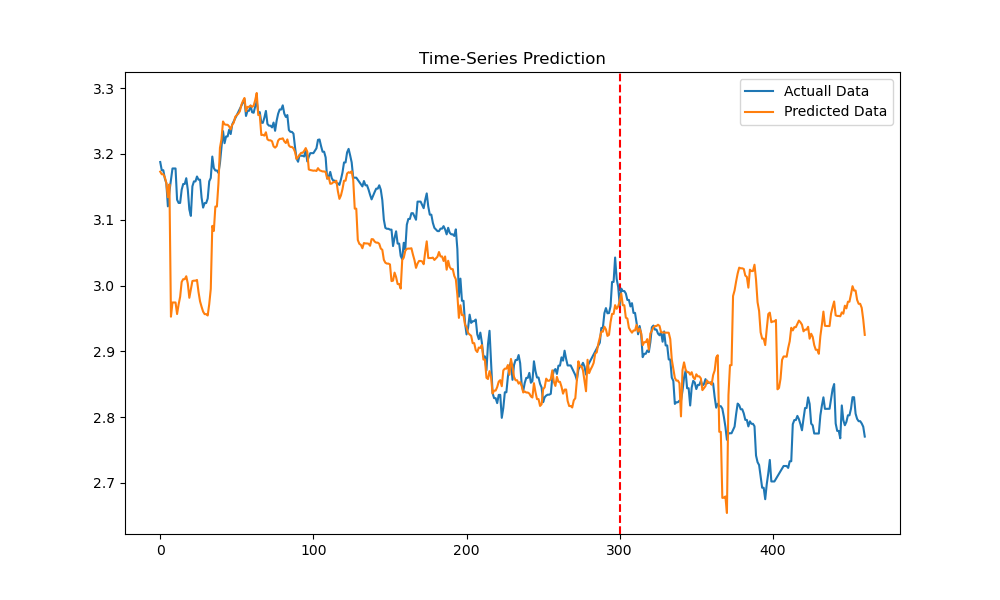 Time-Series Prediction
Actuall Data
Predicted Data
3.3
3.2
3.1
3.0
2.9
2.8
2.7
0 100 200 300 400